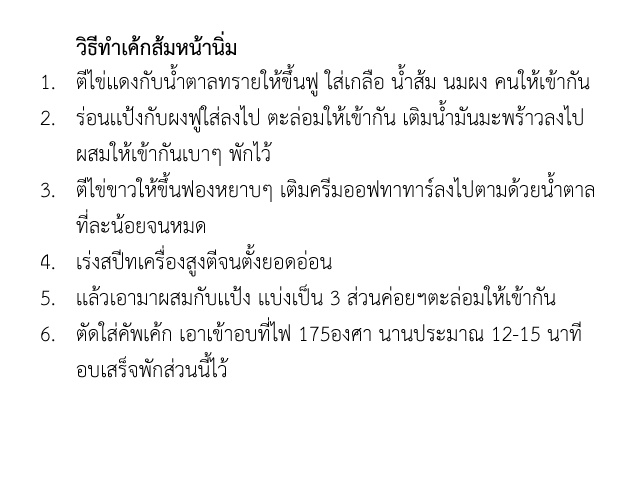 วิธีทำเค้กส้มหน้านิ่ม
1. ตีไข่แดงกับน้ำตาลทรายให้ขึ้นฟู ใส่เกลือ น้ำส้ม นมผง คนให้เข้ากัน
2. ร่อนแป้งกับผงฟูใส่ลงไป ตะล่อมให้เข้ากัน เติมน้ำมันมะพร้าวลงไป
ผสมให้เข้ากันเบาๆ พักไว้
3. ตีไข่ขาวให้ขึ้นฟองหยาบๆ เติมครีมออฟทาทาร์ลงไปตามด้วยน้ำตาล
ที่ละน้อยจนหมด
4. เร่งสปีทเครื่องสูงตีจนตั้งยอดอ่อน
5. แล้วเอามาผสมกับแป้ง แบ่งเป็น 3 ส่วนค่อยฯตะล่อมให้เข้ากัน
6. ตัดใส่คัพเค้ก เอาเข้าอบที่ไฟ 175องศา นานประมาณ 12-15 นาที
อบเสร็จพักส่วนนี้ไว้